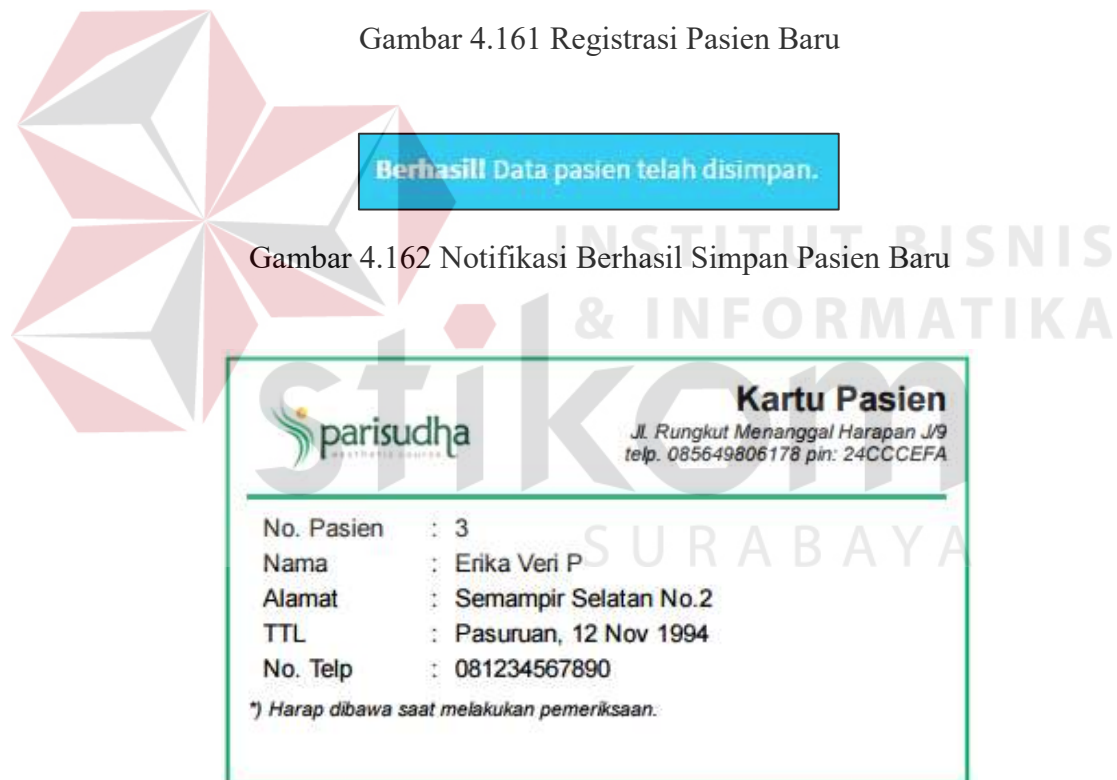 Gambar 4.161 Registrasi Pasien Baru
Berhasil! Data pasien telah disimpan.
Gambar 4.162 Notifikasi Berhasil Simpan Pasien Baru
INSTITUT BISNIS
& INFORMATIKA
stikom
SURABAYA
parisudha
aesthetic source
Kartu Pasien
Jl. Rungkut Menanggal Harapan J/9
telp. 085649806178 pin: 24CCCEFA
No. Pasien : 3
Nama : Erika Veri P
Alamat : Semampir Selatan No.2
TTL : Pasuruan, 12 Nov 1994
No. Telp : 081234567890
*) Harap dibawa saat melakukan pemeriksaan.